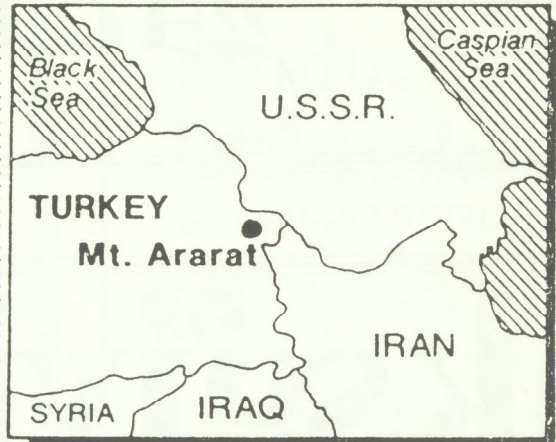 Black
Sea
Caspian
Sea
U.S.S.R.
TURKEY
Mt. Ararat
IRAN
SYRIA
IRAQ